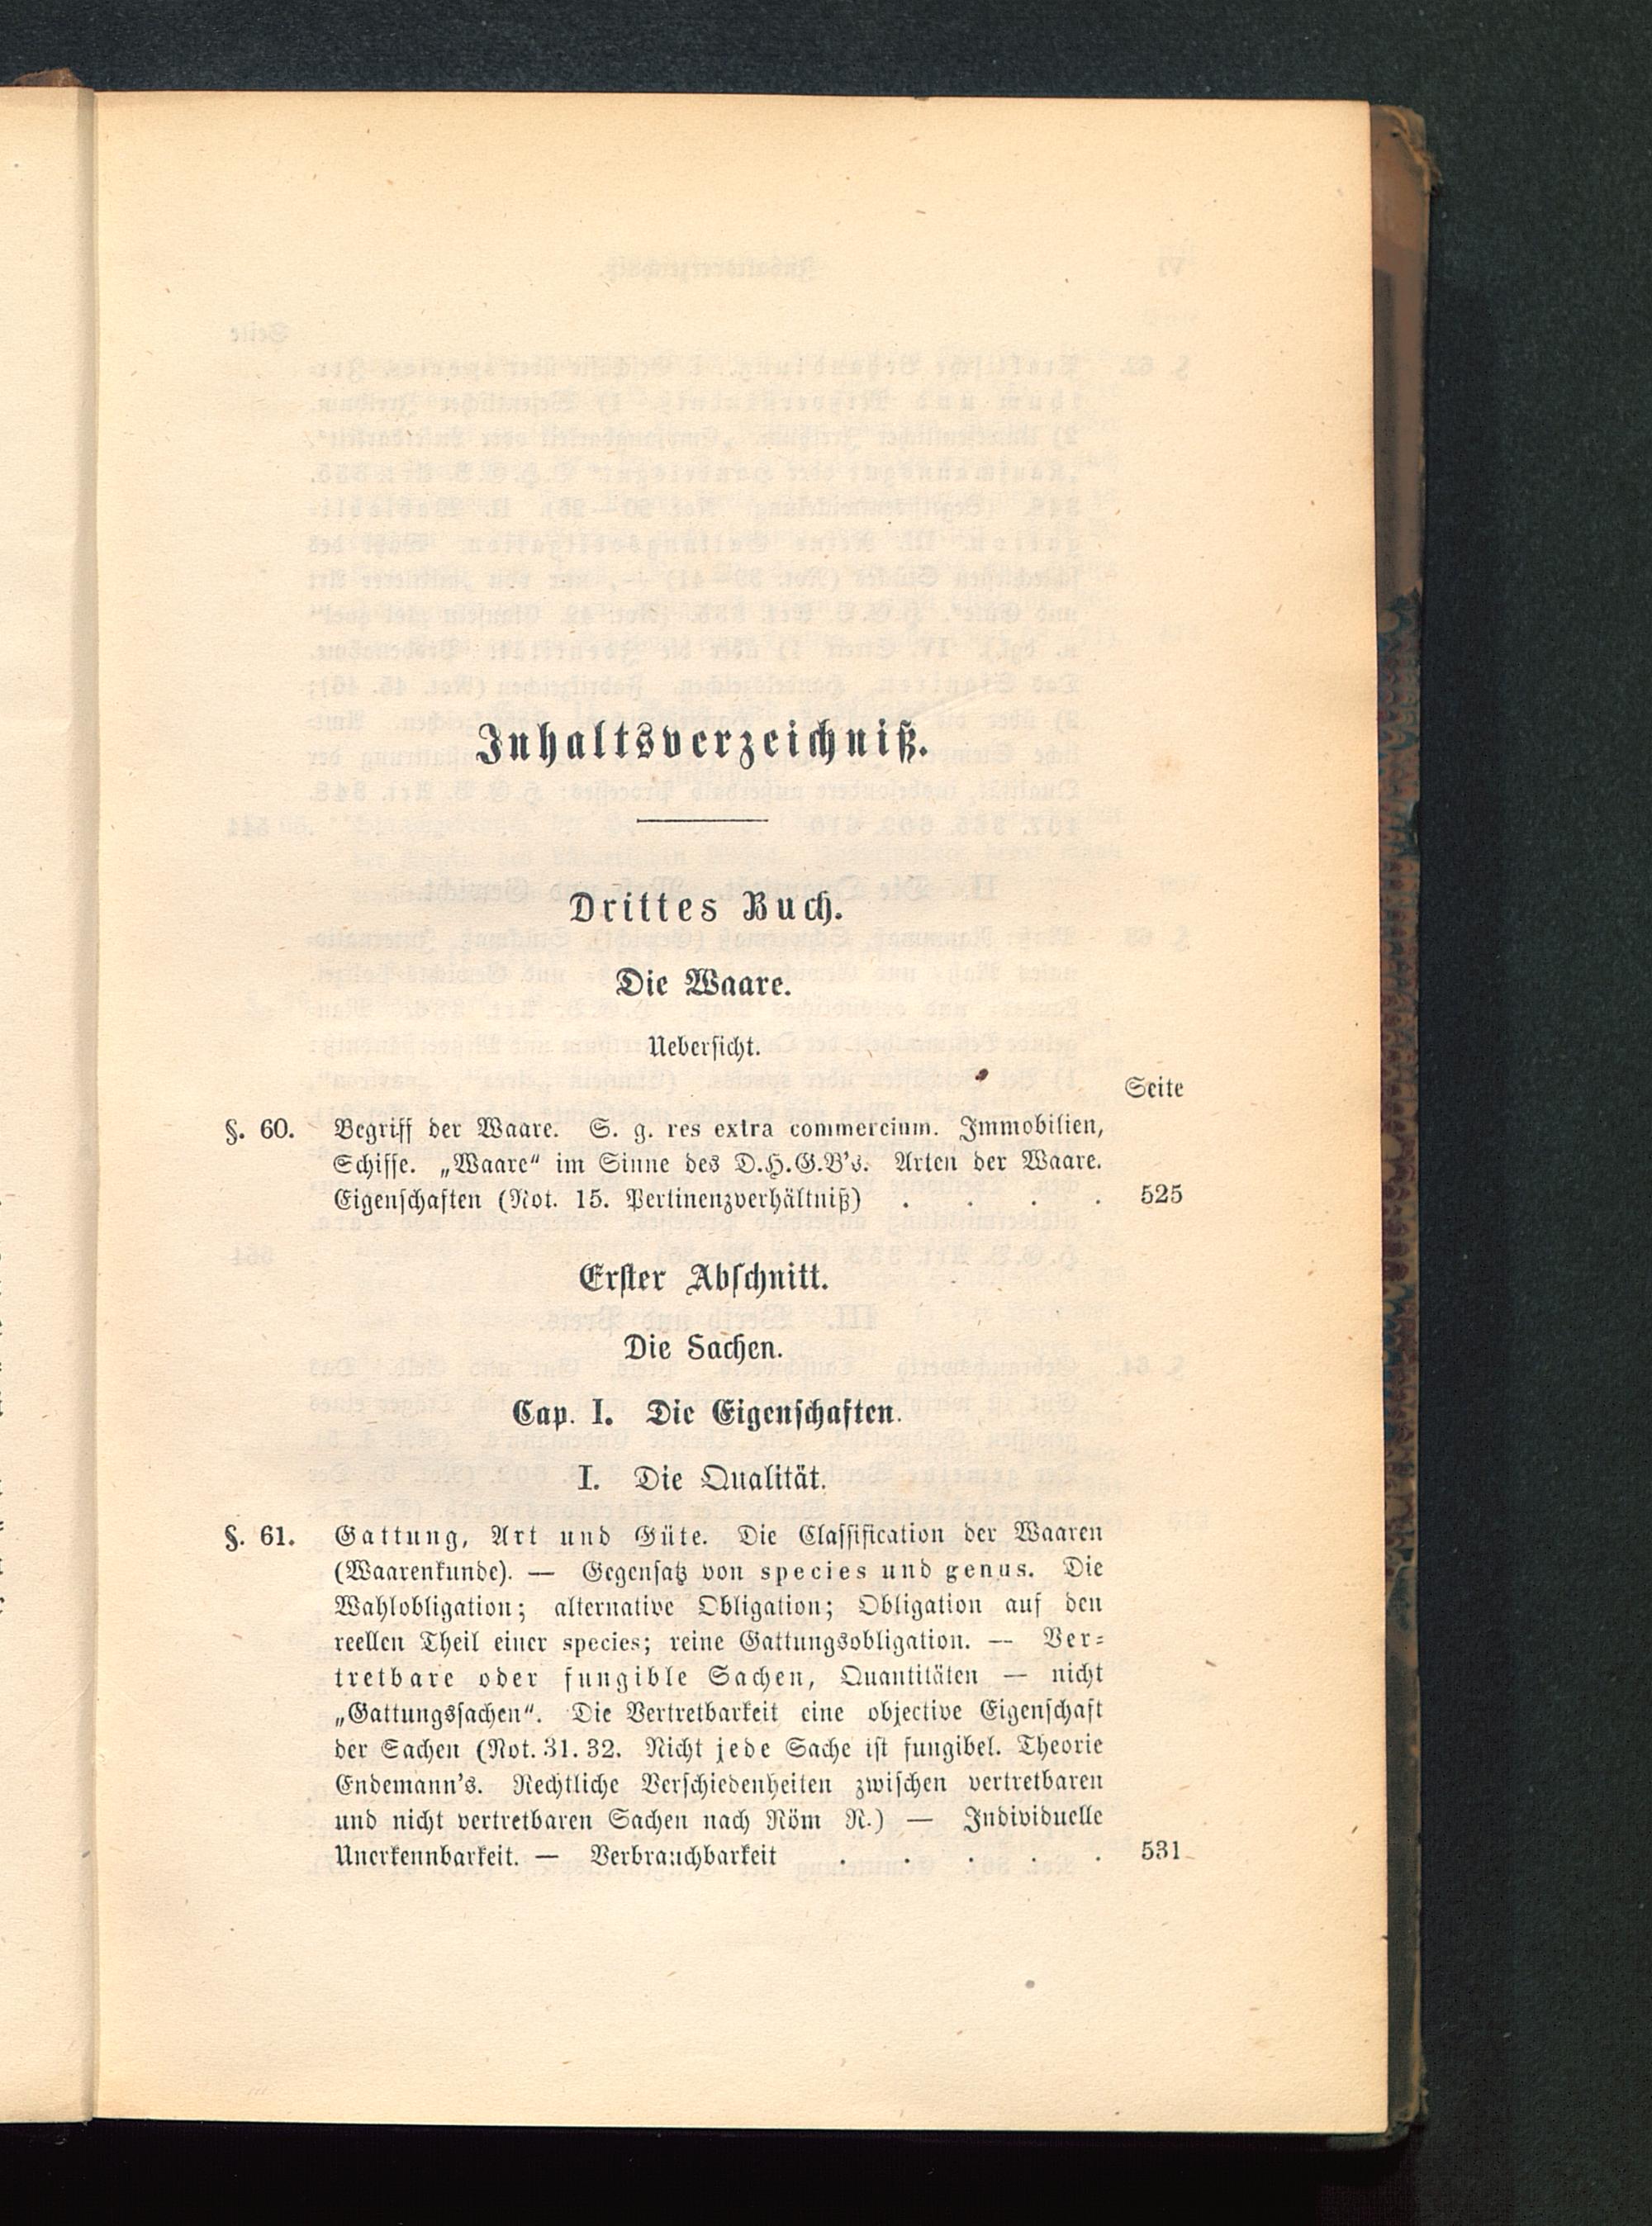 Inhaltsverzeichniß.
Drittes Buch.
Die Waare.
Uebersicht.
Seite
§. 60. Begriff der Waare. S. g. res extra commercium. Immobilien,
Schiffe. „Waare“ im Sinne des D.H.G.B's. Arten der Waare.
Eigenschaften (Not. 15. Pertinenzverhältniß) . . . . 525
Erster Abschnitt.
Die Sachen.
Cap. I. Die Eigenschaften.
I. Die Qualität.
§. 61. Gattung, Art und Güte. Die Classification der Waaren
(Waarenkunde). — Gegensatz von species und genus. Die
Wahlobligation; alternative Obligation; Obligation auf den
reellen Theil einer species; reine Gattungsobligation. — Ver-
tretbare oder fungible Sachen, Quantitäten — nicht
„Gattungssachen“. Die Vertretbarkeit eine objective Eigenschaft
der Sachen (Not. 31. 32. Nicht jede Sache ist fungibel. Theorie
Endemann's. Rechtliche Verschiedenheiten zwischen vertretbaren
und nicht vertretbaren Sachen nach Röm R.) — Individuelle
Unerkennbarkeit. — Verbrauchbarkeit . . . . . 531